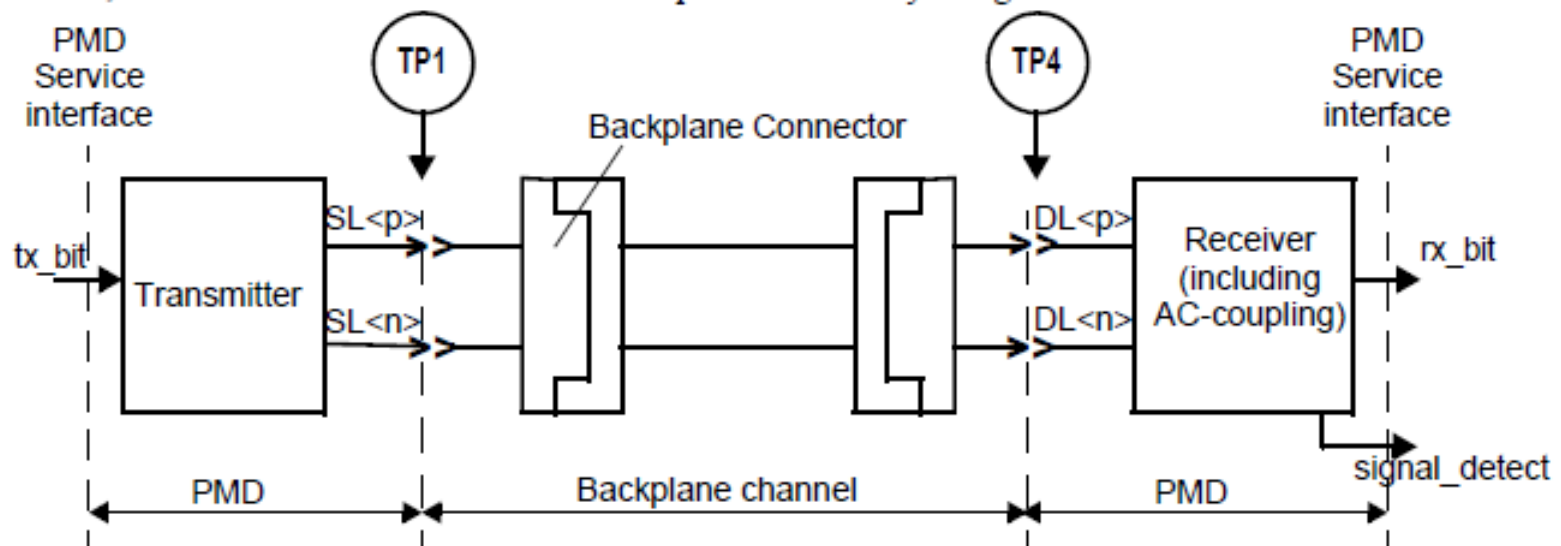 PMD
Service
interface
TP1
TP4
PMD
Service
interface
Backplane Connector
SL<p>
DL<p>
tx_bit
Transmitter
Receiver
(including
AC-coupling)
rx_bit
SL<n>
DL<n>
signal_detect
PMD
Backplane channel
PMD